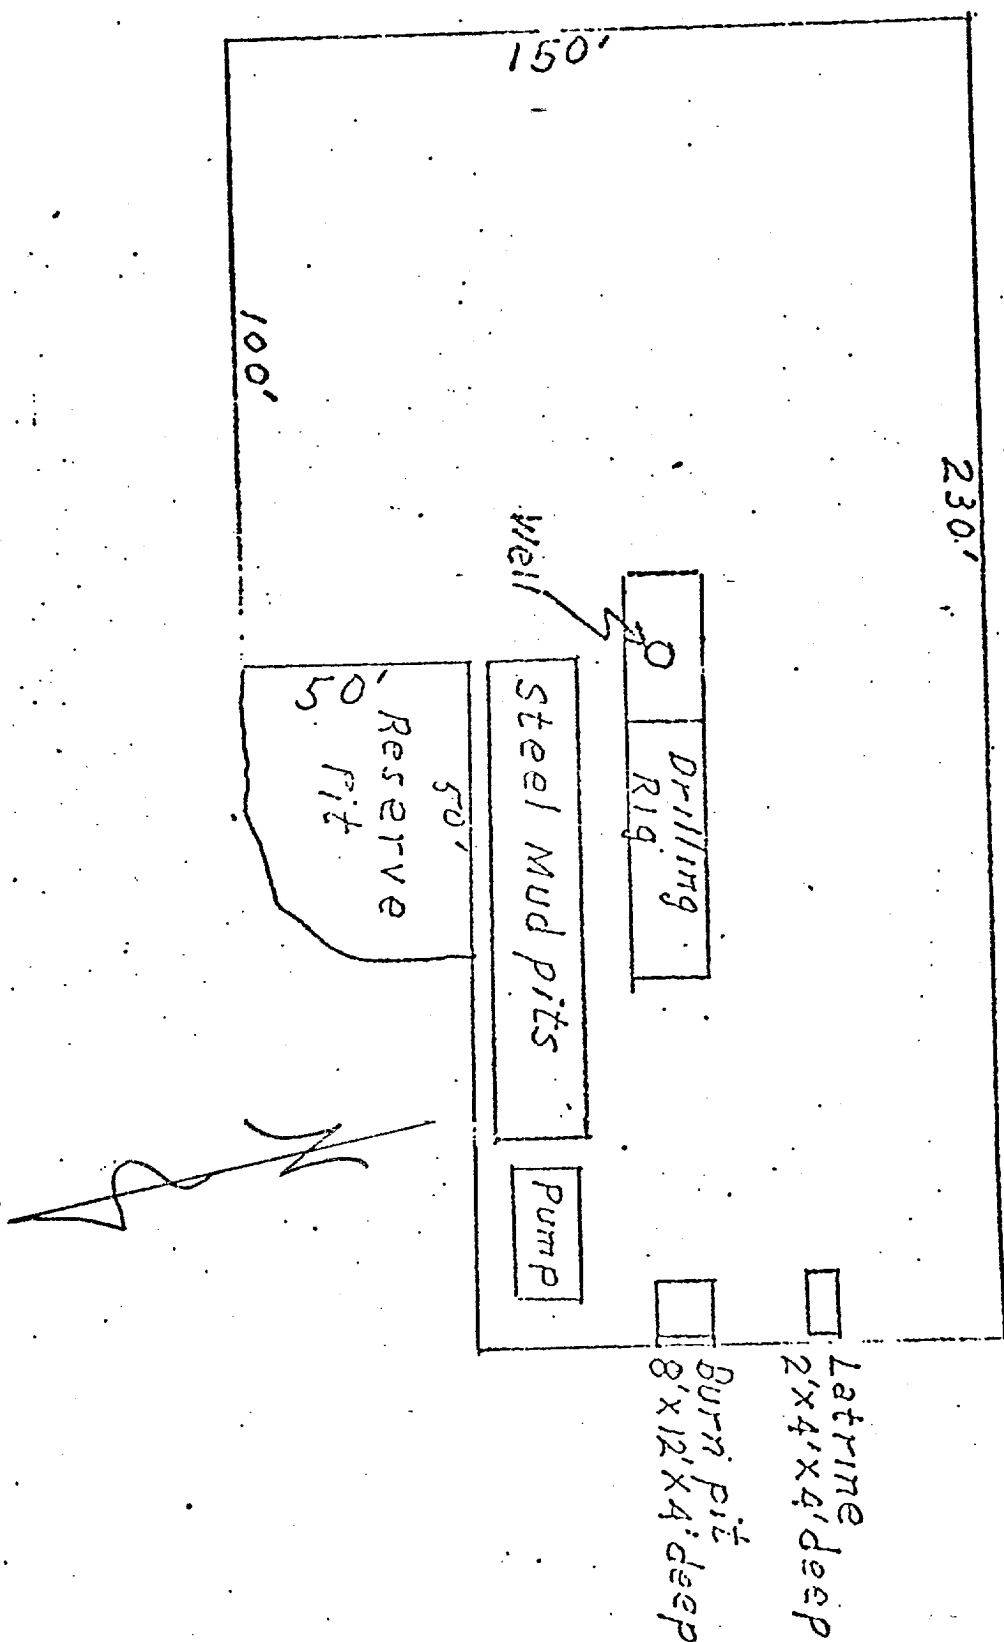 150'
230'
100'
Well
Drilling
Rig
Steel Mud pits
50'
50'
Reserve
Pit
Pump
Latrine
2'x4'x4'deep
Burn pit
8'x12'x4'deep
N